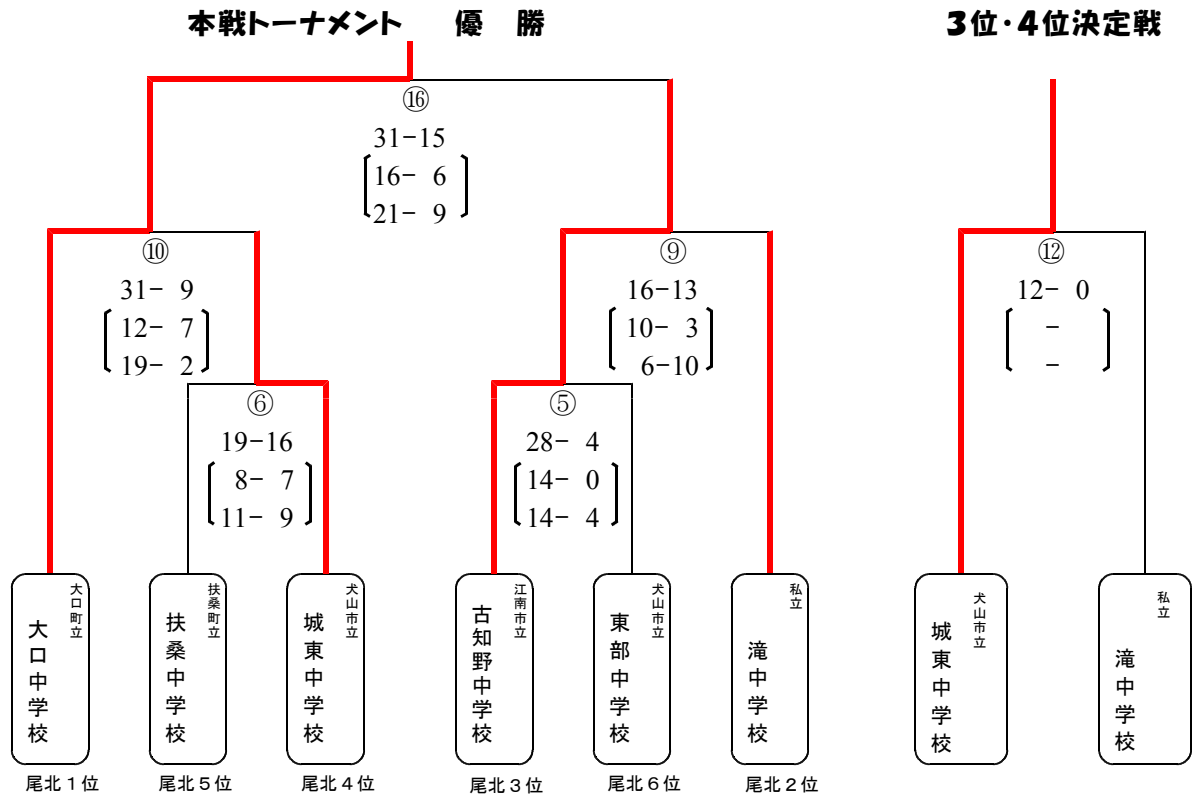 本戦トーナメント　優　勝
3位・4位決定戦
⑯
31-15
16- 6
21- 9
⑩
31- 9
12- 7
19- 2
⑨
16-13
10- 3
6-10
⑫
12- 0
-
-
⑥
19-16
8- 7
11- 9
⑤
28- 4
14- 0
14- 4
大口町立
大口中学校
扶桑町立
扶桑中学校
犬山市立
城東中学校
江南市立
古知野中学校
犬山市立
東部中学校
私立
滝中学校
犬山市立
城東中学校
私立
滝中学校
尾北１位
尾北５位
尾北４位
尾北３位
尾北６位
尾北２位